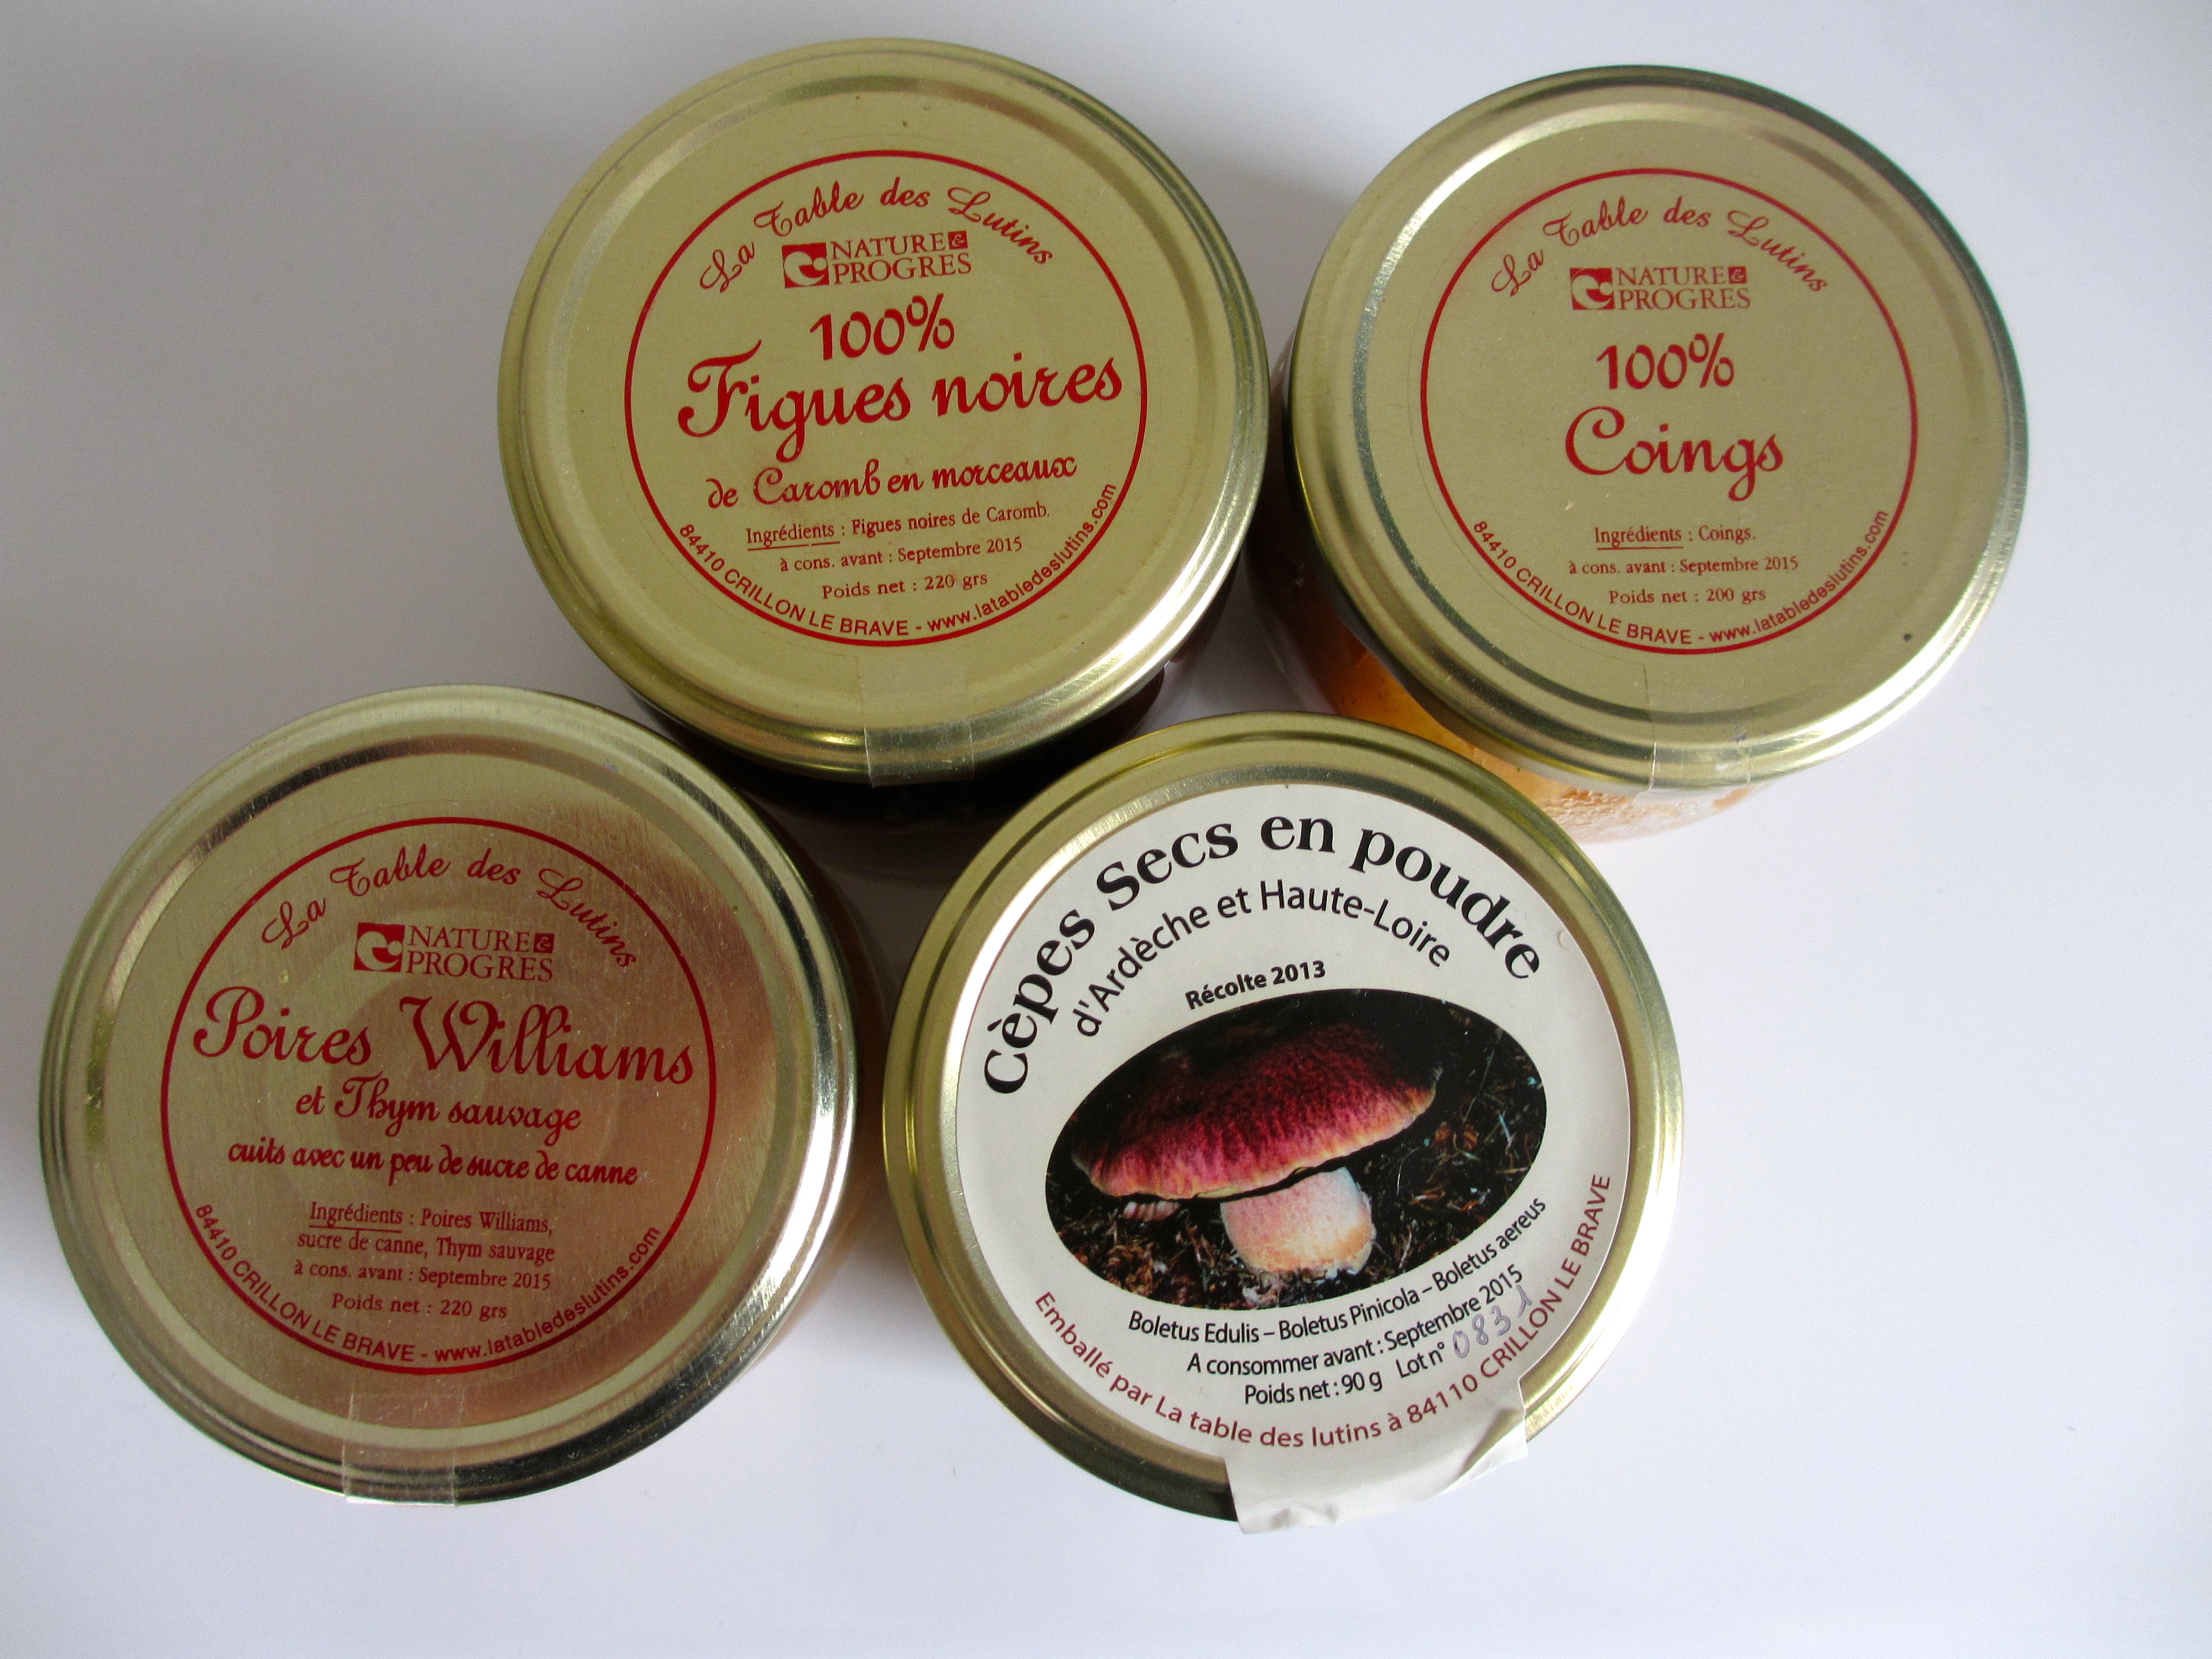 La Table des Lutins
NATURE &
PROGRES
100%
Figues noires
de Caromb en morceaux
Ingrédients : Figues noires de Caromb.
à cons. avant : Septembre 2015
Poids net : 220 grs
84410 CRILLON LE BRAVE - www.latabledeslutins.com
La Table des Lutins
NATURE &
PROGRES
100%
Coings
Ingrédients : Coings.
à cons. avant : Septembre 2015
Poids net : 200 grs
84410 CRILLON LE BRAVE - www.latabledeslutins.com
La Table des Lutins
NATURE &
PROGRES
Poires Williams
et Thym sauvage
cuits avec un peu de sucre de canne
Ingrédients : Poires Williams,
sucre de canne, Thym sauvage
à cons. avant : Septembre 2015
Poids net : 220 grs
84410 CRILLON LE BRAVE - www.latabledeslutins.com
Cèpes Secs en poudre
d'Ardèche et Haute-Loire
Récolte 2013
Boletus Edulis – Boletus Pinicola – Boletus aereus
A consommer avant : Septembre 2015
Poids net : 90 g Lot n° 0831
Emballé par La table des lutins à 84110 CRILLON LE BRAVE